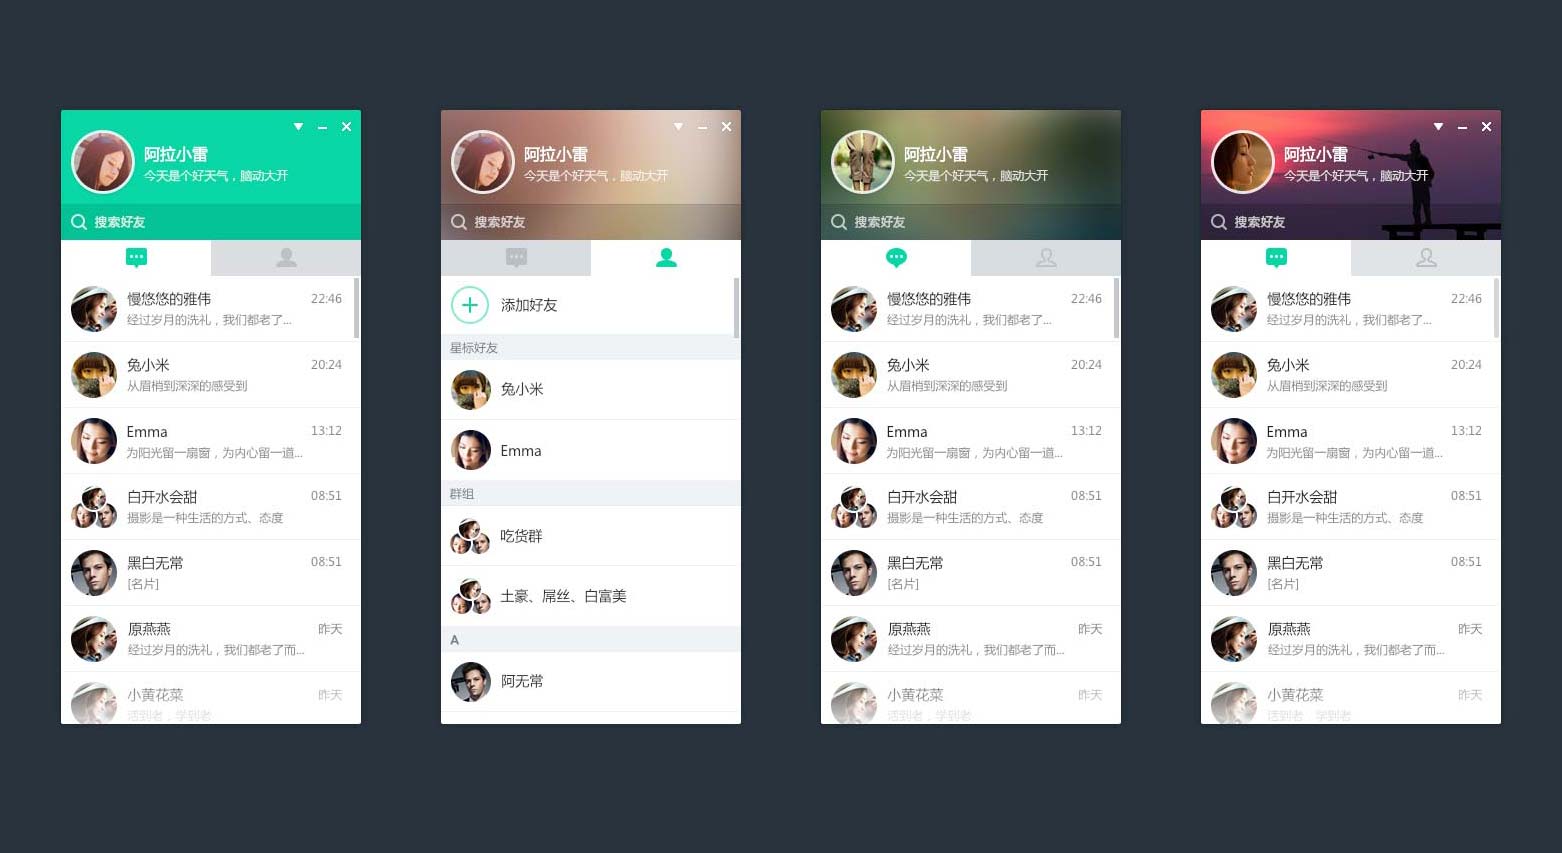 阿拉小雷
今天是个好天气，脑动大开
搜索好友
慢悠悠的雅伟 22:46
经过岁月的洗礼，我们都老了...
兔小米 20:24
从眉梢到深深的感受到
Emma 13:12
为阳光留一扇窗，为内心留一道...
白开水会甜 08:51
摄影是一种生活的方式、态度
黑白无常 08:51
[名片]
原燕燕 昨天
经过岁月的洗礼，我们都老了而...
小黄花菜 昨天
活到老，学到老
阿拉小雷
今天是个好天气，脑动大开
搜索好友
添加好友
星标好友
兔小米
Emma
群组
吃货群
土豪、屌丝、白富美
A
阿无常
阿拉小雷
今天是个好天气，脑动大开
搜索好友
慢悠悠的雅伟 22:46
经过岁月的洗礼，我们都老了...
兔小米 20:24
从眉梢到深深的感受到
Emma 13:12
为阳光留一扇窗，为内心留一道...
白开水会甜 08:51
摄影是一种生活的方式、态度
黑白无常 08:51
[名片]
原燕燕 昨天
经过岁月的洗礼，我们都老了而...
小黄花菜 昨天
活到老，学到老
阿拉小雷
今天是个好天气，脑动大开
搜索好友
慢悠悠的雅伟 22:46
经过岁月的洗礼，我们都老了...
兔小米 20:24
从眉梢到深深的感受到
Emma 13:12
为阳光留一扇窗，为内心留一道...
白开水会甜 08:51
摄影是一种生活的方式、态度
黑白无常 08:51
[名片]
原燕燕 昨天
经过岁月的洗礼，我们都老了而...
小黄花菜 昨天
活到老，学到老